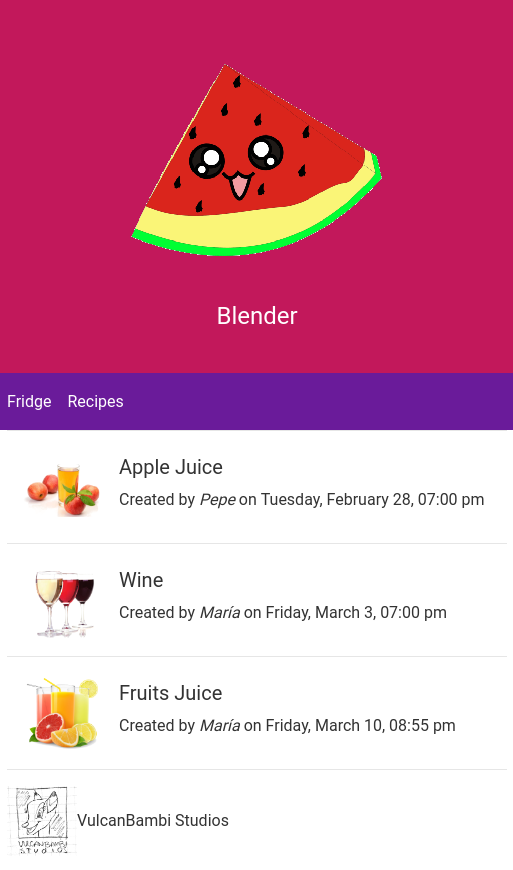 Blender
Fridge Recipes
Apple Juice
Created by Pepe on Tuesday, February 28, 07:00 pm
Wine
Created by María on Friday, March 3, 07:00 pm
Fruits Juice
Created by María on Friday, March 10, 08:55 pm
VULCANBAMBI
STUDIOS
VulcanBambi Studios